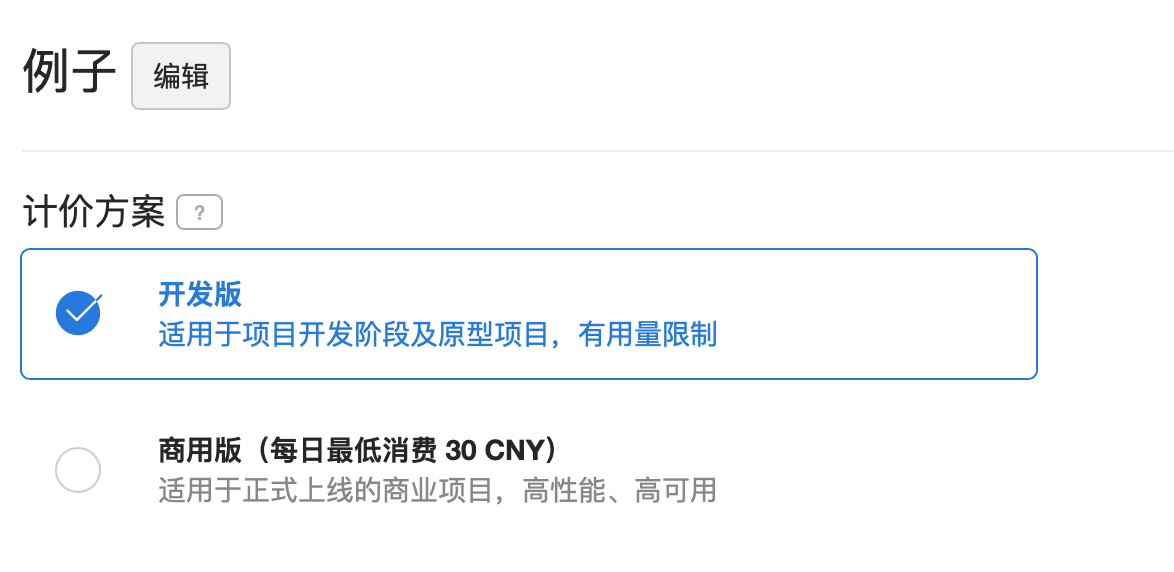 例子 编辑
计价方案 ?
开发版
适用于项目开发阶段及原型项目，有用量限制
商用版（每日最低消费 30 CNY）
适用于正式上线的商业项目，高性能、高可用